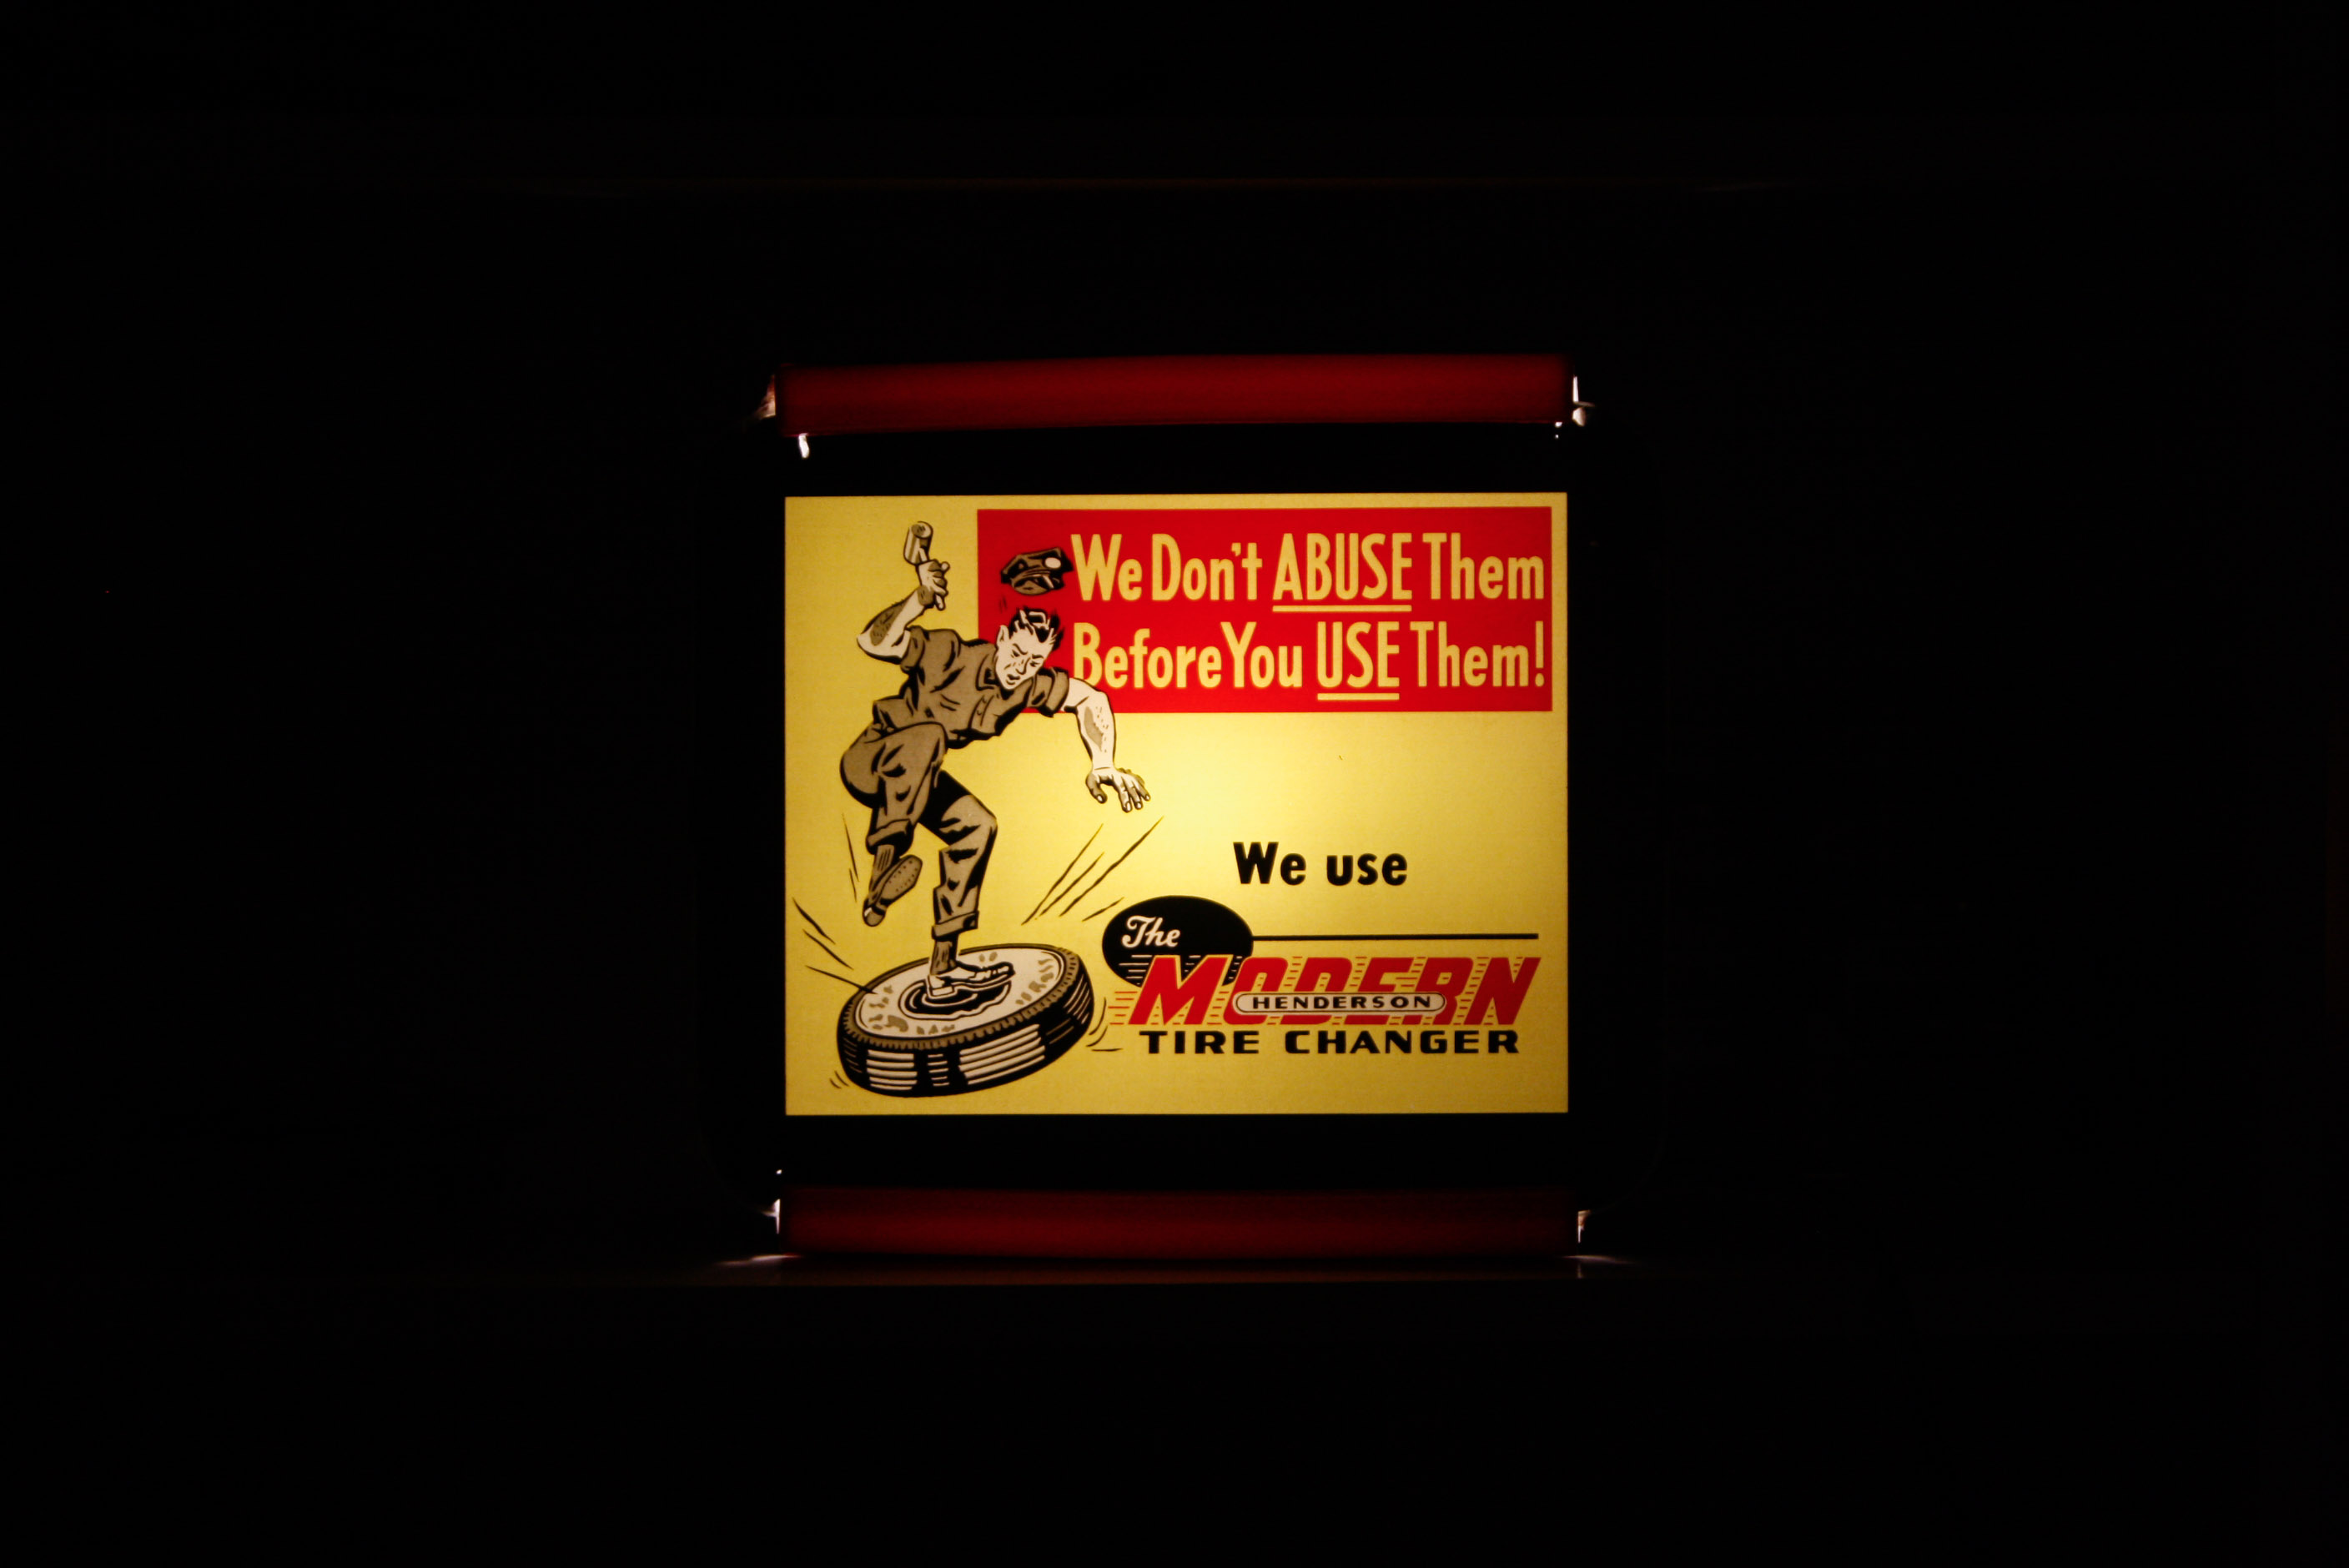 We Don't ABUSE Them
Before You USE Them!
We use
The
MODERN
HENDERSON
TIRE CHANGER